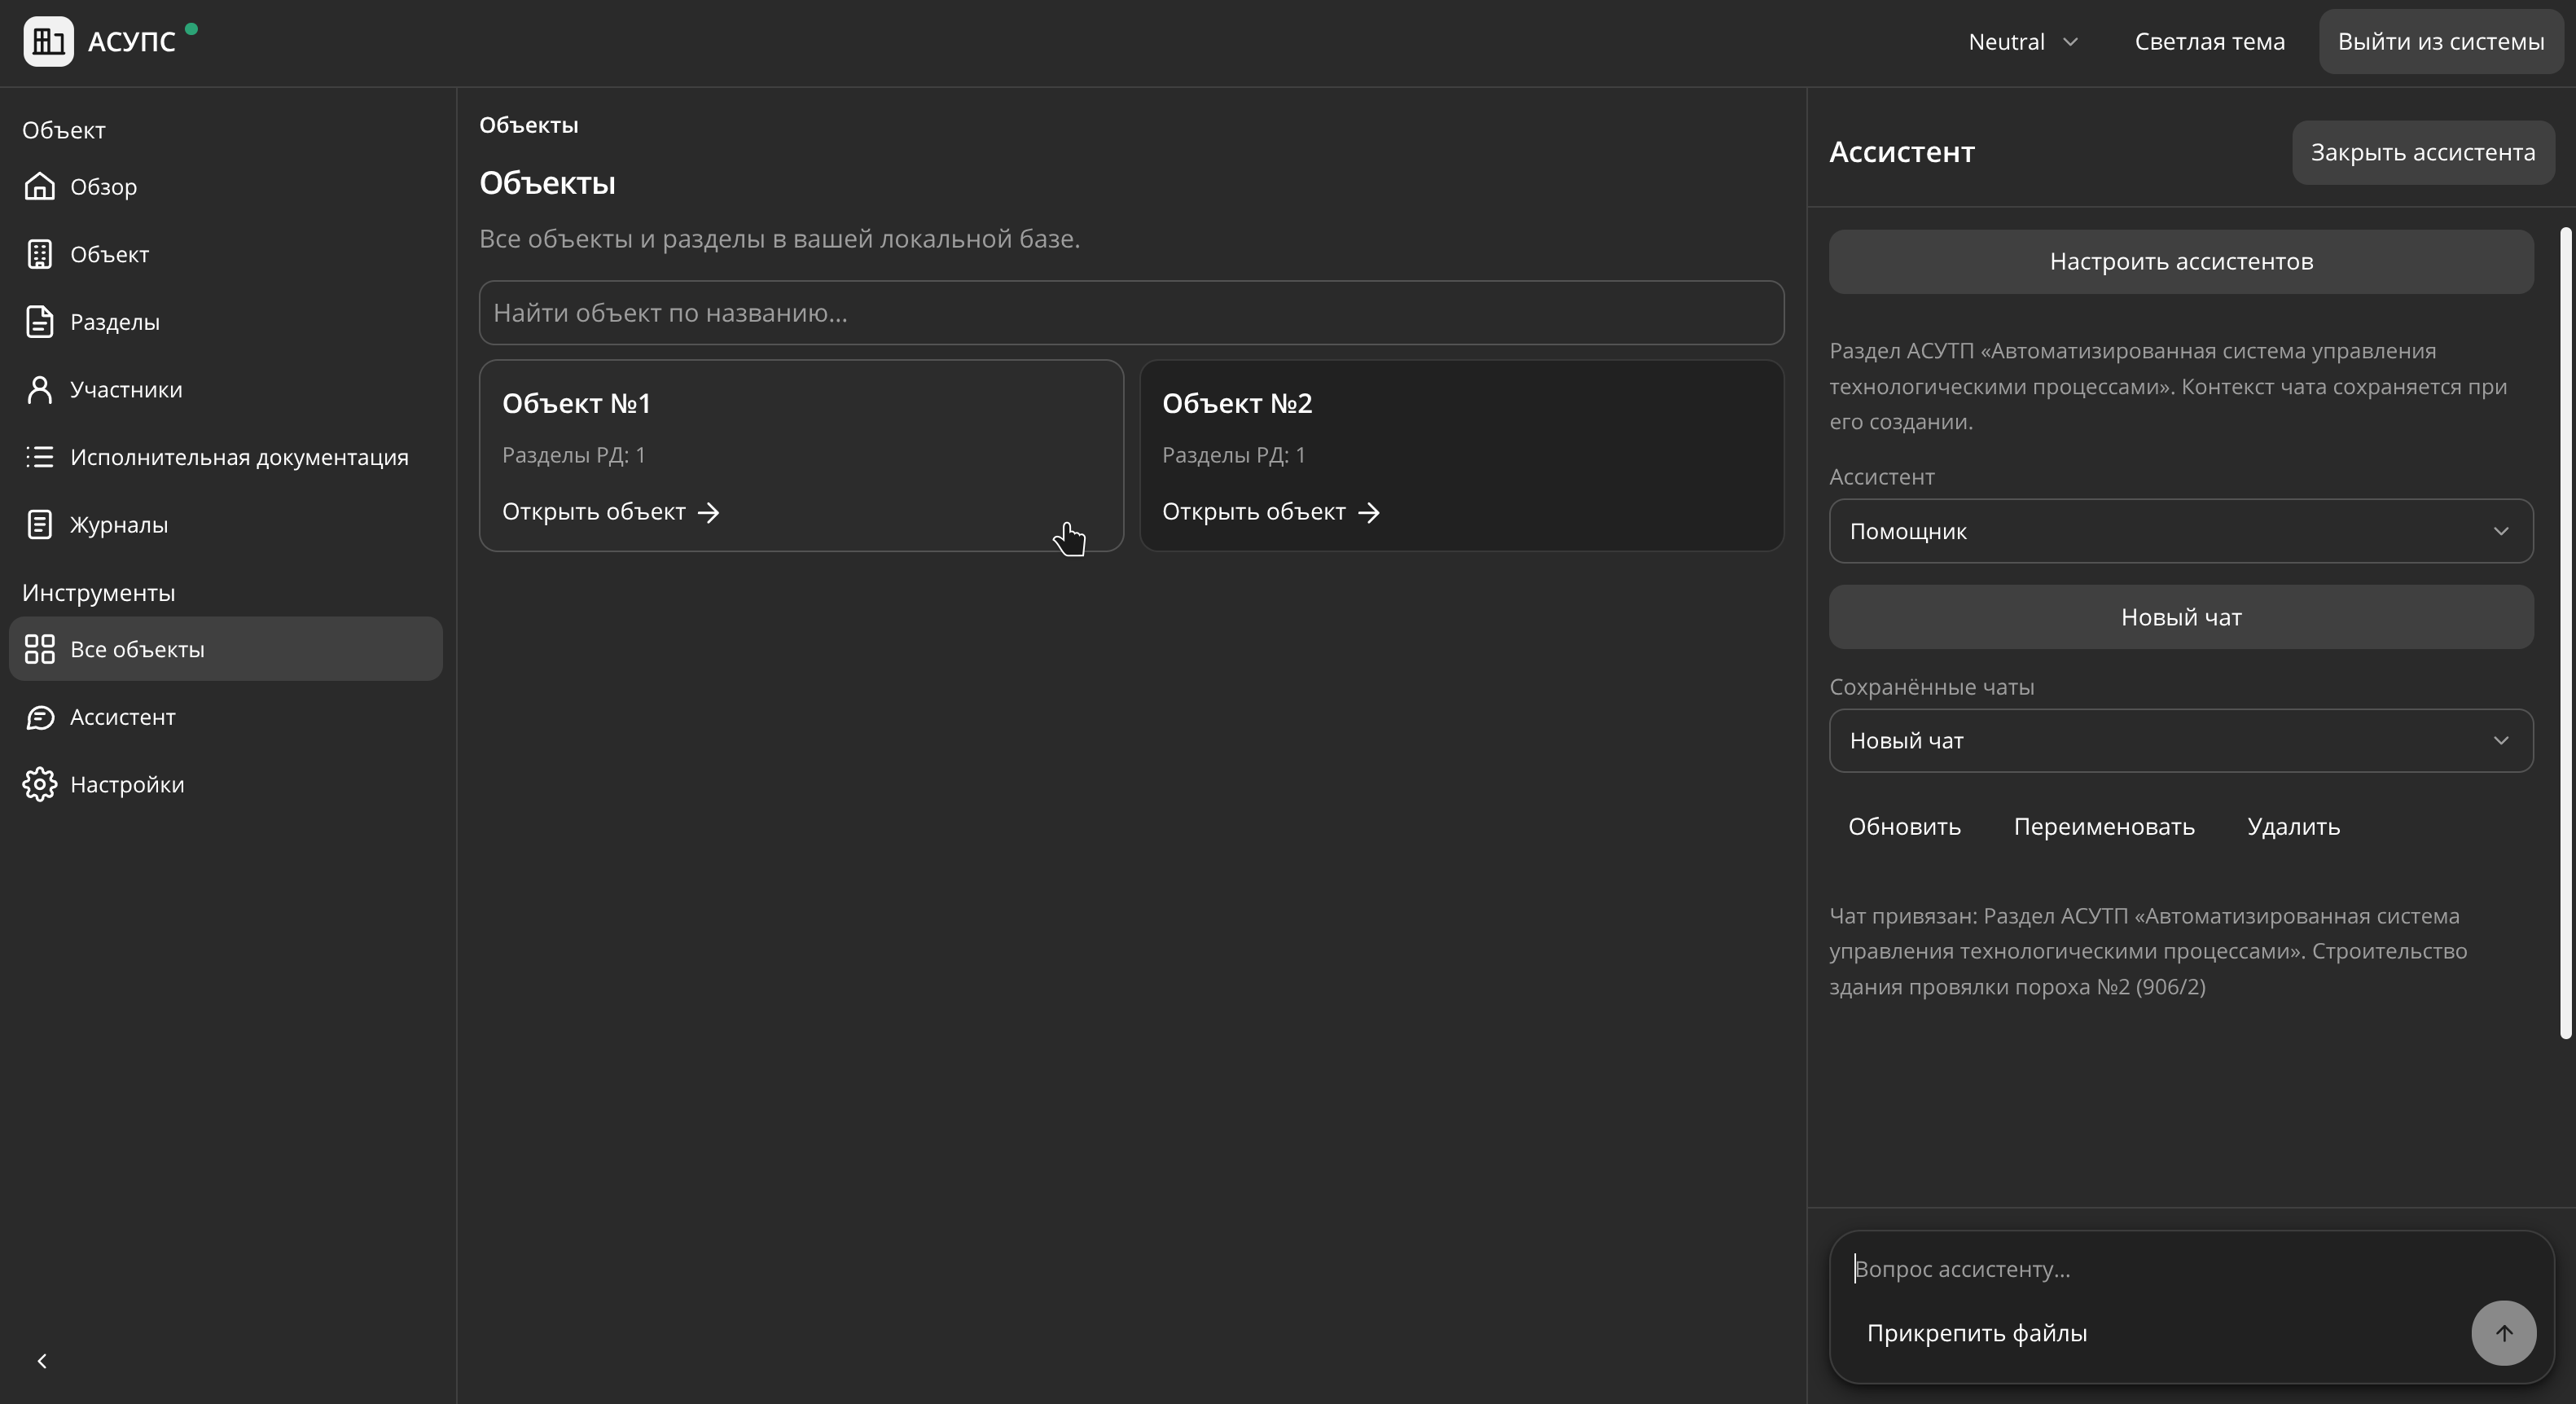 АСУПС
Neutral
Светлая тема
Выйти из системы
Объект
Обзор
Объект
Разделы
Участники
Исполнительная документация
Журналы
Инструменты
Все объекты
Ассистент
Настройки
Объекты
Объекты
Все объекты и разделы в вашей локальной базе.
Найти объект по названию...
Объект №1
Разделы РД: 1
Открыть объект
Объект №2
Разделы РД: 1
Открыть объект
Ассистент
Закрыть ассистента
Настроить ассистентов
Раздел АСУТП «Автоматизированная система управления
технологическими процессами». Контекст чата сохраняется при
его создании.
Ассистент
Помощник
Новый чат
Сохранённые чаты
Новый чат
Обновить
Переименовать
Удалить
Чат привязан: Раздел АСУТП «Автоматизированная система
управления технологическими процессами». Строительство
здания провялки пороха №2 (906/2)
Вопрос ассистенту...
Прикрепить файлы